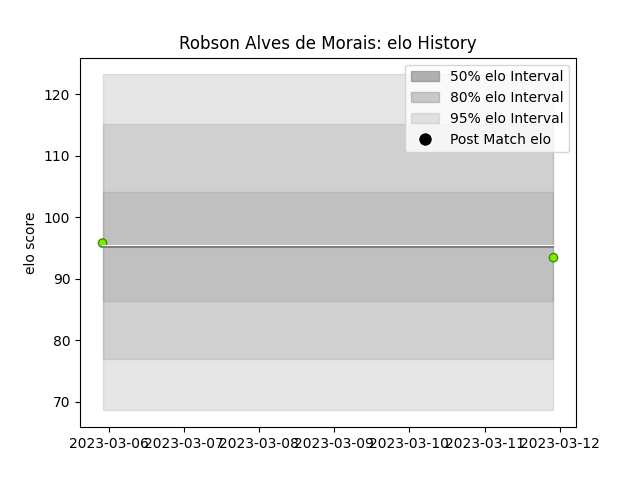 Robson Alves de Morais: elo History
50% elo Interval
80% elo Interval
95% elo Interval
Post Match elo
elo score
120
110
100
90
80
70
2023-03-06 2023-03-07 2023-03-08 2023-03-09 2023-03-10 2023-03-11 2023-03-12